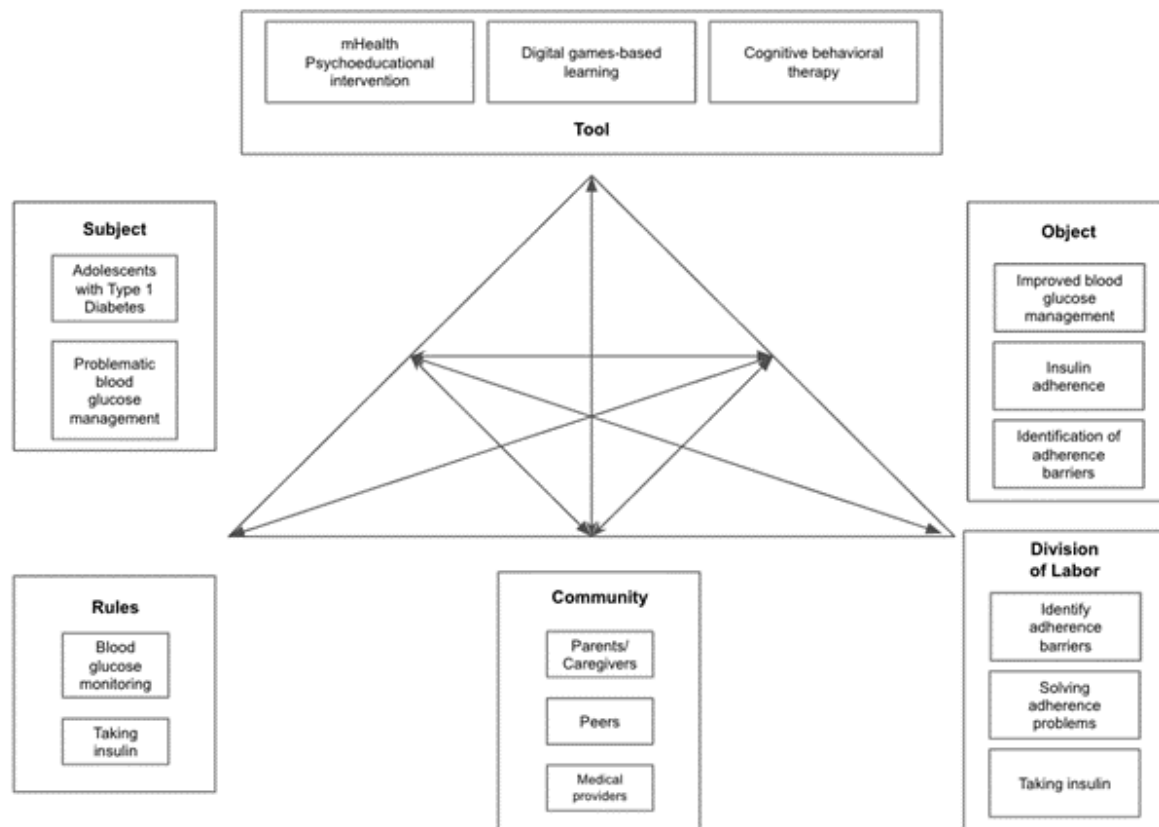 mHealth
Psychoeducational
intervention
Digital games-based
learning
Cognitive behavioral
therapy
Tool
Subject
Adolescents
with Type 1
Diabetes
Problematic
blood
glucose
management
Object
Improved blood
glucose
management
Insulin
adherence
Identification of
adherence
barriers
Rules
Blood
glucose
monitoring
Taking
insulin
Community
Parents/
Caregivers
Peers
Medical
providers
Division
of Labor
Identify
adherence
barriers
Solving
adherence
problems
Taking insulin